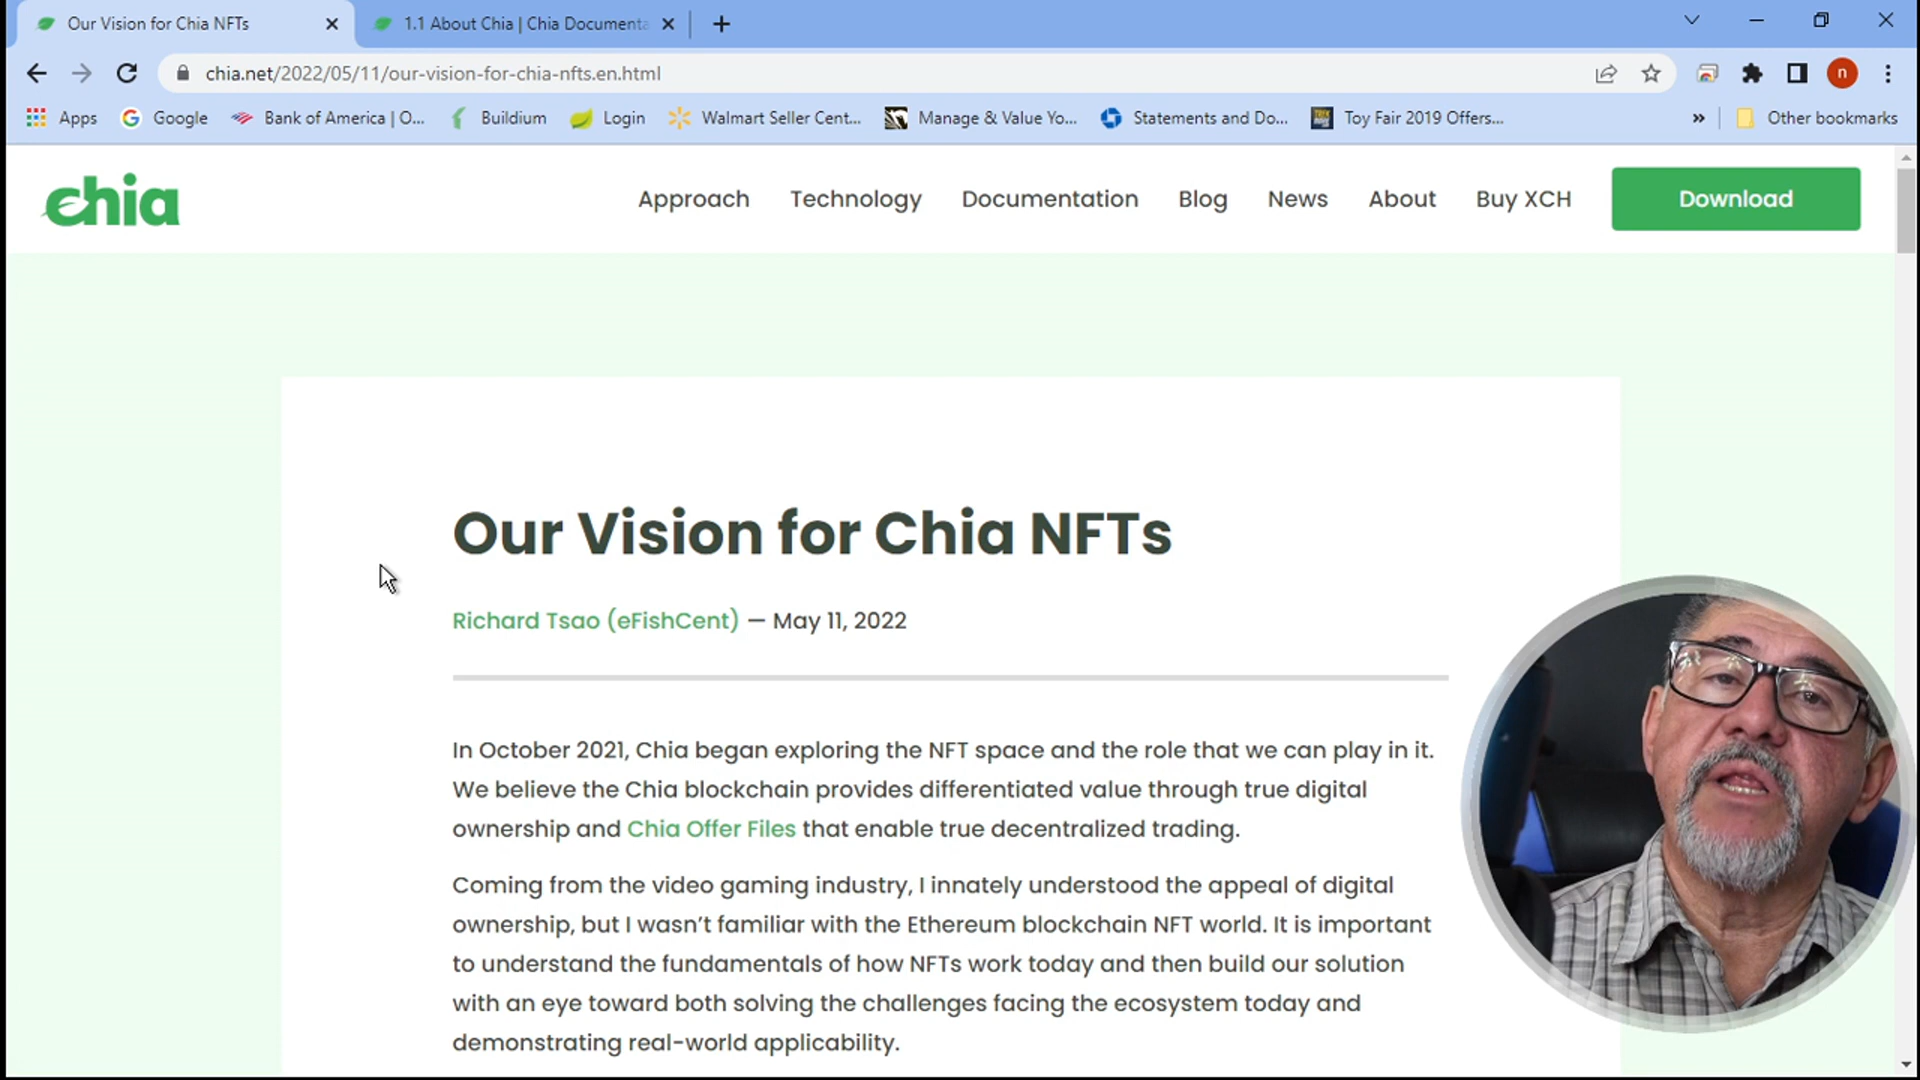 Our Vision for Chia NFTs
1.1 About Chia | Chia Documenta
chia.net/2022/05/11/our-vision-for-chia-nfts.en.html
n
Apps
Google
Bank of America | O...
Buildium
Login
Walmart Seller Cent...
Manage & Value Yo...
Statements and Do...
Toy Fair 2019 Offers...
»
Other bookmarks
chia
Approach
Technology
Documentation
Blog
News
About
Buy XCH
Download
Our Vision for Chia NFTs
Richard Tsao (eFishCent) — May 11, 2022
In October 2021, Chia began exploring the NFT space and the role that we can play in it.
We believe the Chia blockchain provides differentiated value through true digital
ownership and Chia Offer Files that enable true decentralized trading.
Coming from the video gaming industry, I innately understood the appeal of digital
ownership, but I wasn’t familiar with the Ethereum blockchain NFT world. It is important
to understand the fundamentals of how NFTs work today and then build our solution
with an eye toward both solving the challenges facing the ecosystem today and
demonstrating real-world applicability.